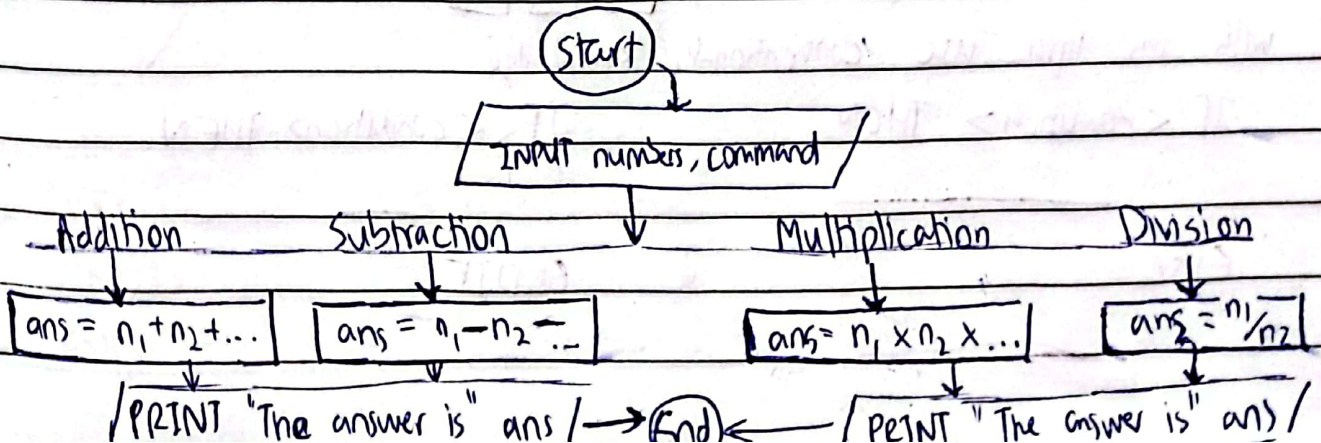 Start
INPUT numbers, command
Addition Subtraction Multiplication Division
ans = n₁+n₂+... ans = n₁−n₂−... ans= n₁×n₂×... ans = n₁/n₂
PRINT "The answer is" ans End PRINT "The answer is" ans